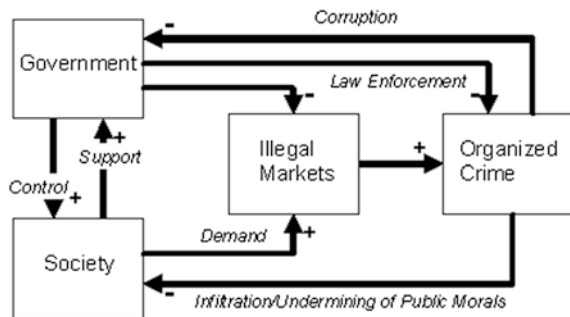 Corruption
-
Government
Law Enforcement
-
-
+
Support
Illegal
Markets
+
Organized
Crime
Control
+
Demand
+
Society
-
Infiltration/Undermining of Public Morals